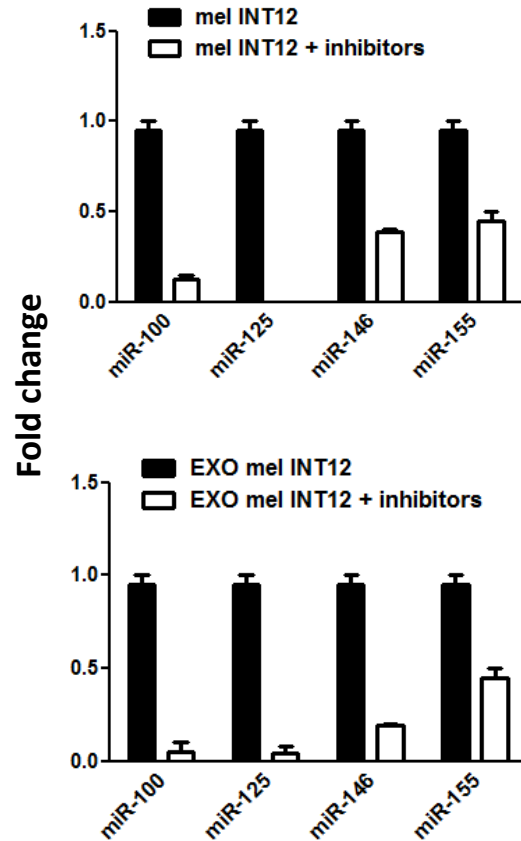 Fold change
mel INT12
mel INT12 + inhibitors
1.5
1.0
0.5
0.0
miR-100
miR-125
miR-146
miR-155
EXO mel INT12
EXO mel INT12 + inhibitors
1.5
1.0
0.5
0.0
miR-100
miR-125
miR-146
miR-155